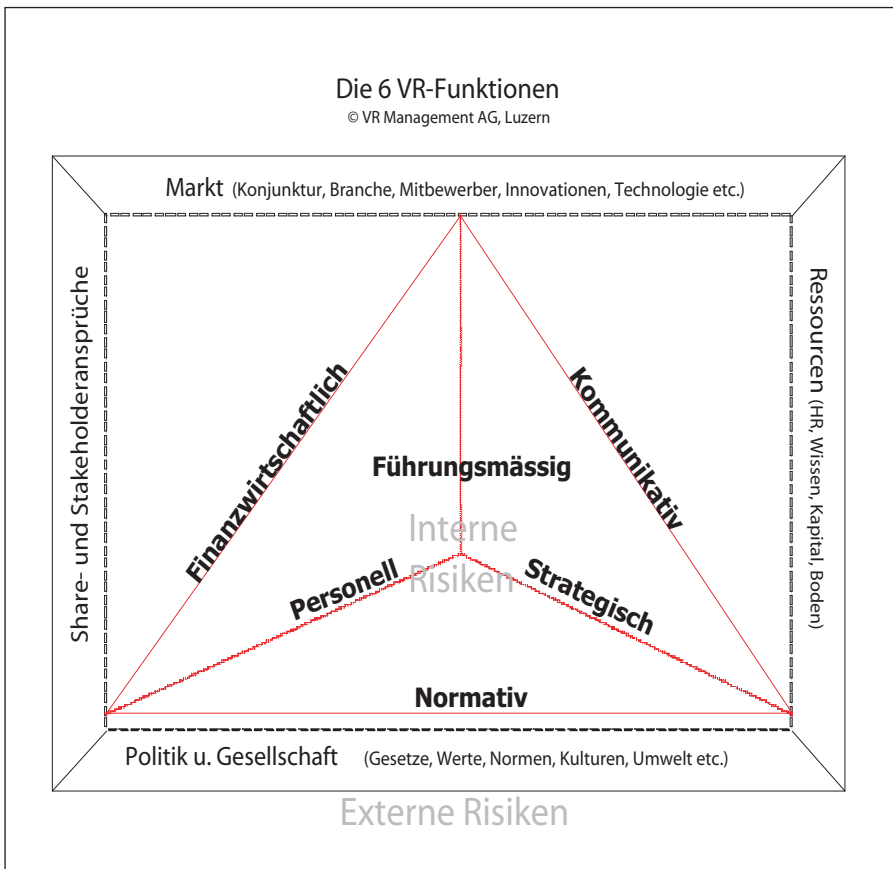 Die 6 VR-Funktionen
© VR Management AG, Luzern
Markt (Konjunktur, Branche, Mitbewerber, Innovationen, Technologie etc.)
Share- und Stakeholderansprüche
Ressourcen (HR, Wissen, Kapital, Boden)
Finanzwirtschaftlich
Kommunikativ
Führungsmässig
Interne
Risiken
Personell
Strategisch
Normativ
Politik u. Gesellschaft (Gesetze, Werte, Normen, Kulturen, Umwelt etc.)
Externe Risiken